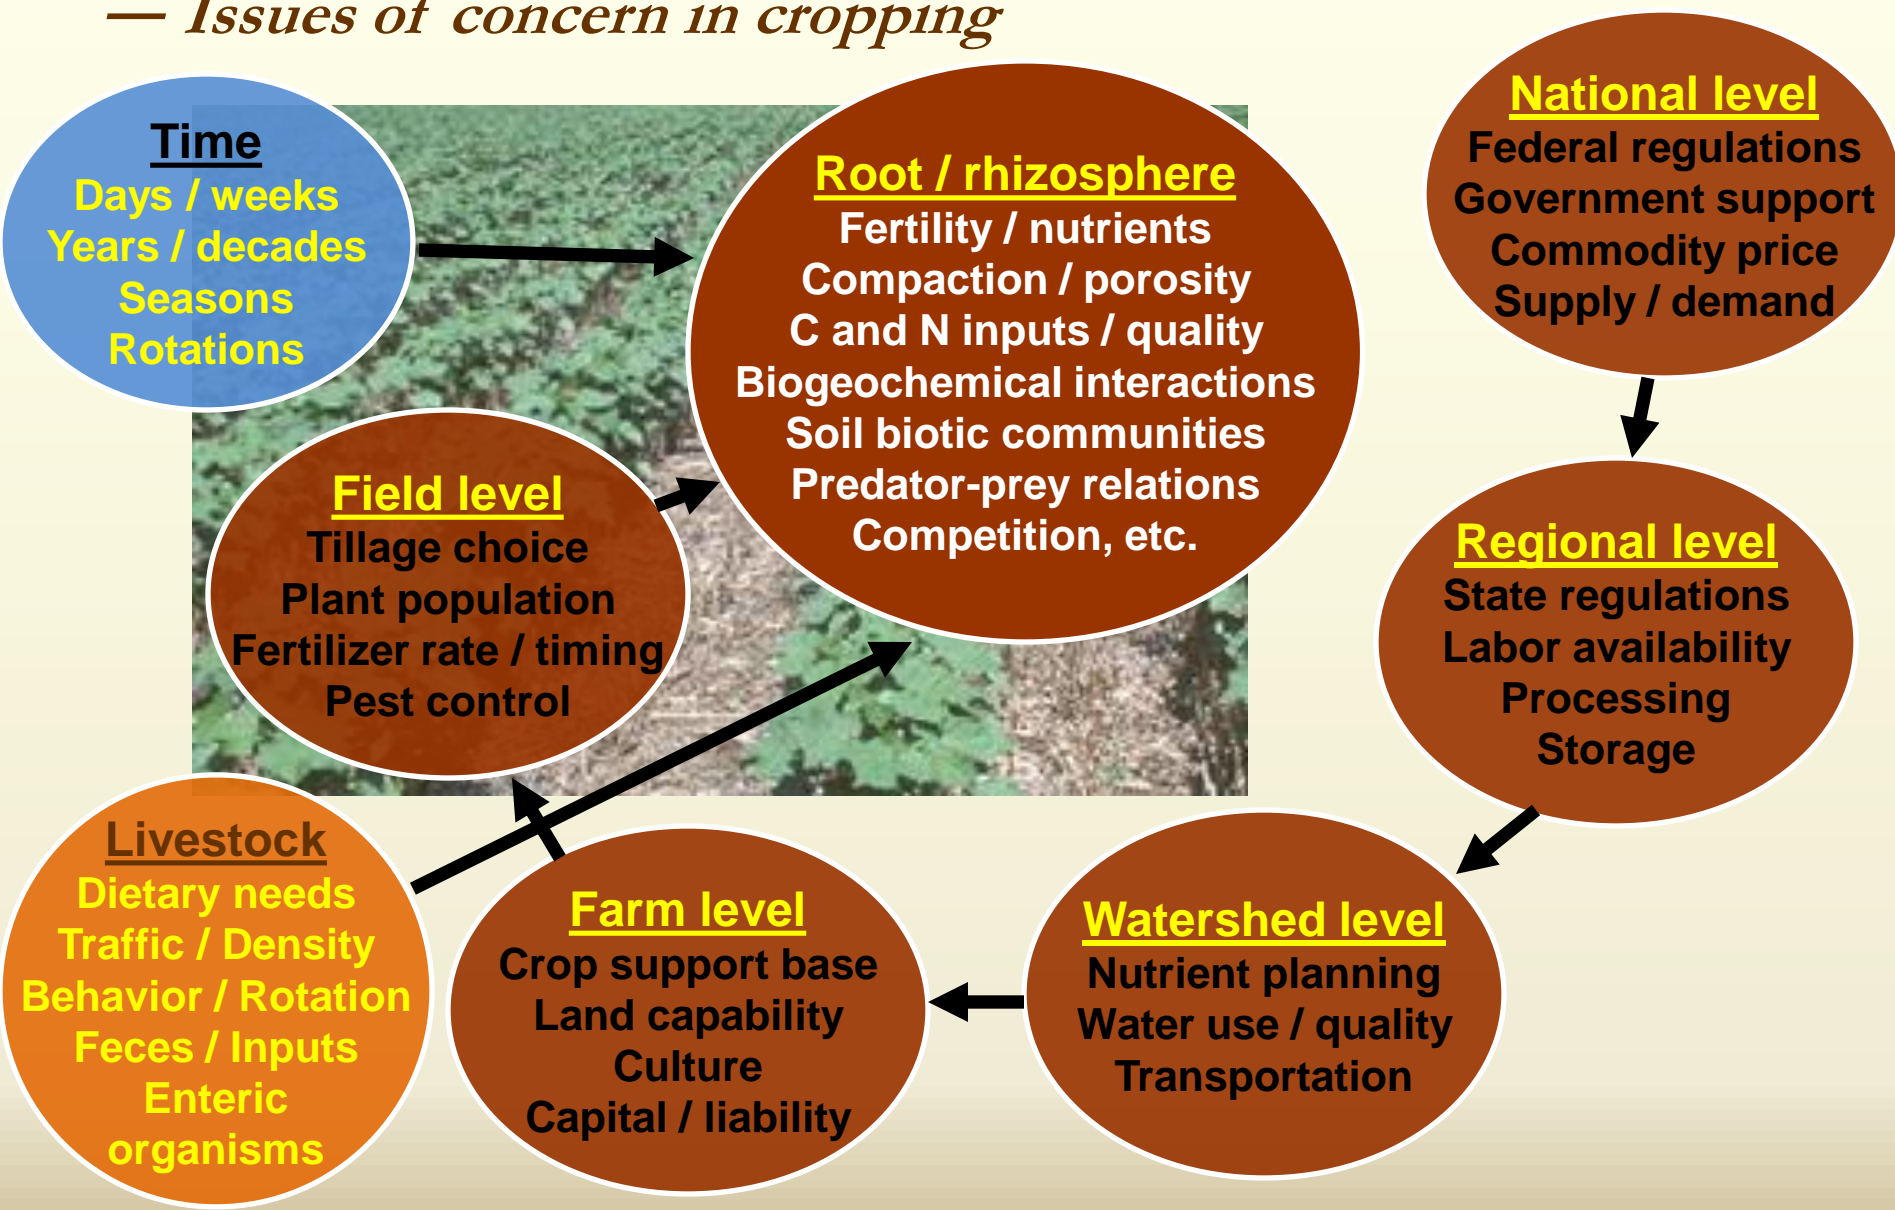 — Issues of concern in cropping
Time
Days / weeks
Years / decades
Seasons
Rotations
Root / rhizosphere
Fertility / nutrients
Compaction / porosity
C and N inputs / quality
Biogeochemical interactions
Soil biotic communities
Predator-prey relations
Competition, etc.
National level
Federal regulations
Government support
Commodity price
Supply / demand
Field level
Tillage choice
Plant population
Fertilizer rate / timing
Pest control
Regional level
State regulations
Labor availability
Processing
Storage
Livestock
Dietary needs
Traffic / Density
Behavior / Rotation
Feces / Inputs
Enteric
organisms
Farm level
Crop support base
Land capability
Culture
Capital / liability
Watershed level
Nutrient planning
Water use / quality
Transportation